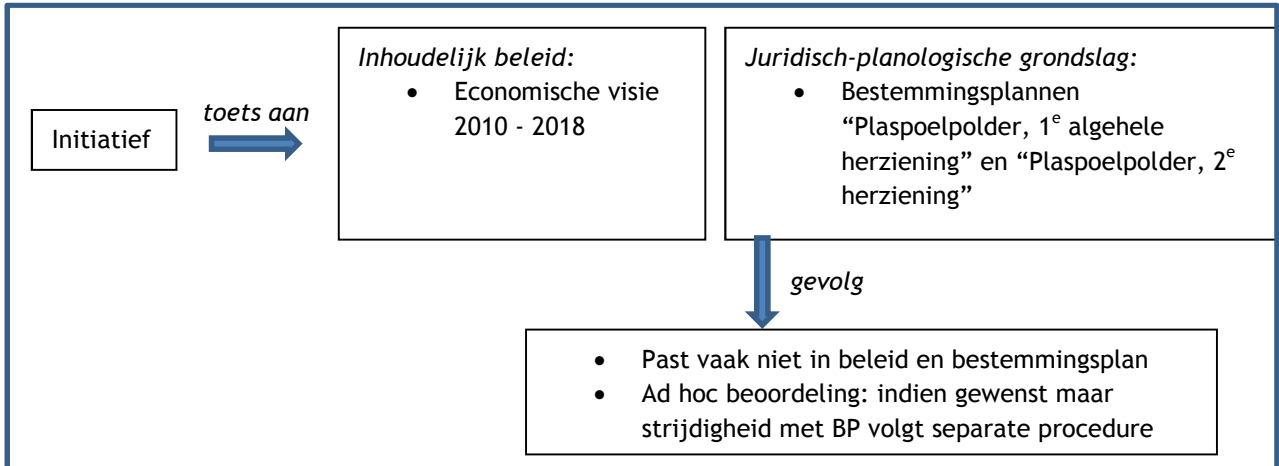 Initiatief
toets aan
Inhoudelijk beleid:
• Economische visie
2010 - 2018
Juridisch-planologische grondslag:
• Bestemmingsplannen
“Plaspoelpolder, 1e algehele
herziening” en “Plaspoelpolder, 2e
herziening”
gevolg
• Past vaak niet in beleid en bestemmingsplan
• Ad hoc beoordeling: indien gewenst maar
strijdigheid met BP volgt separate procedure